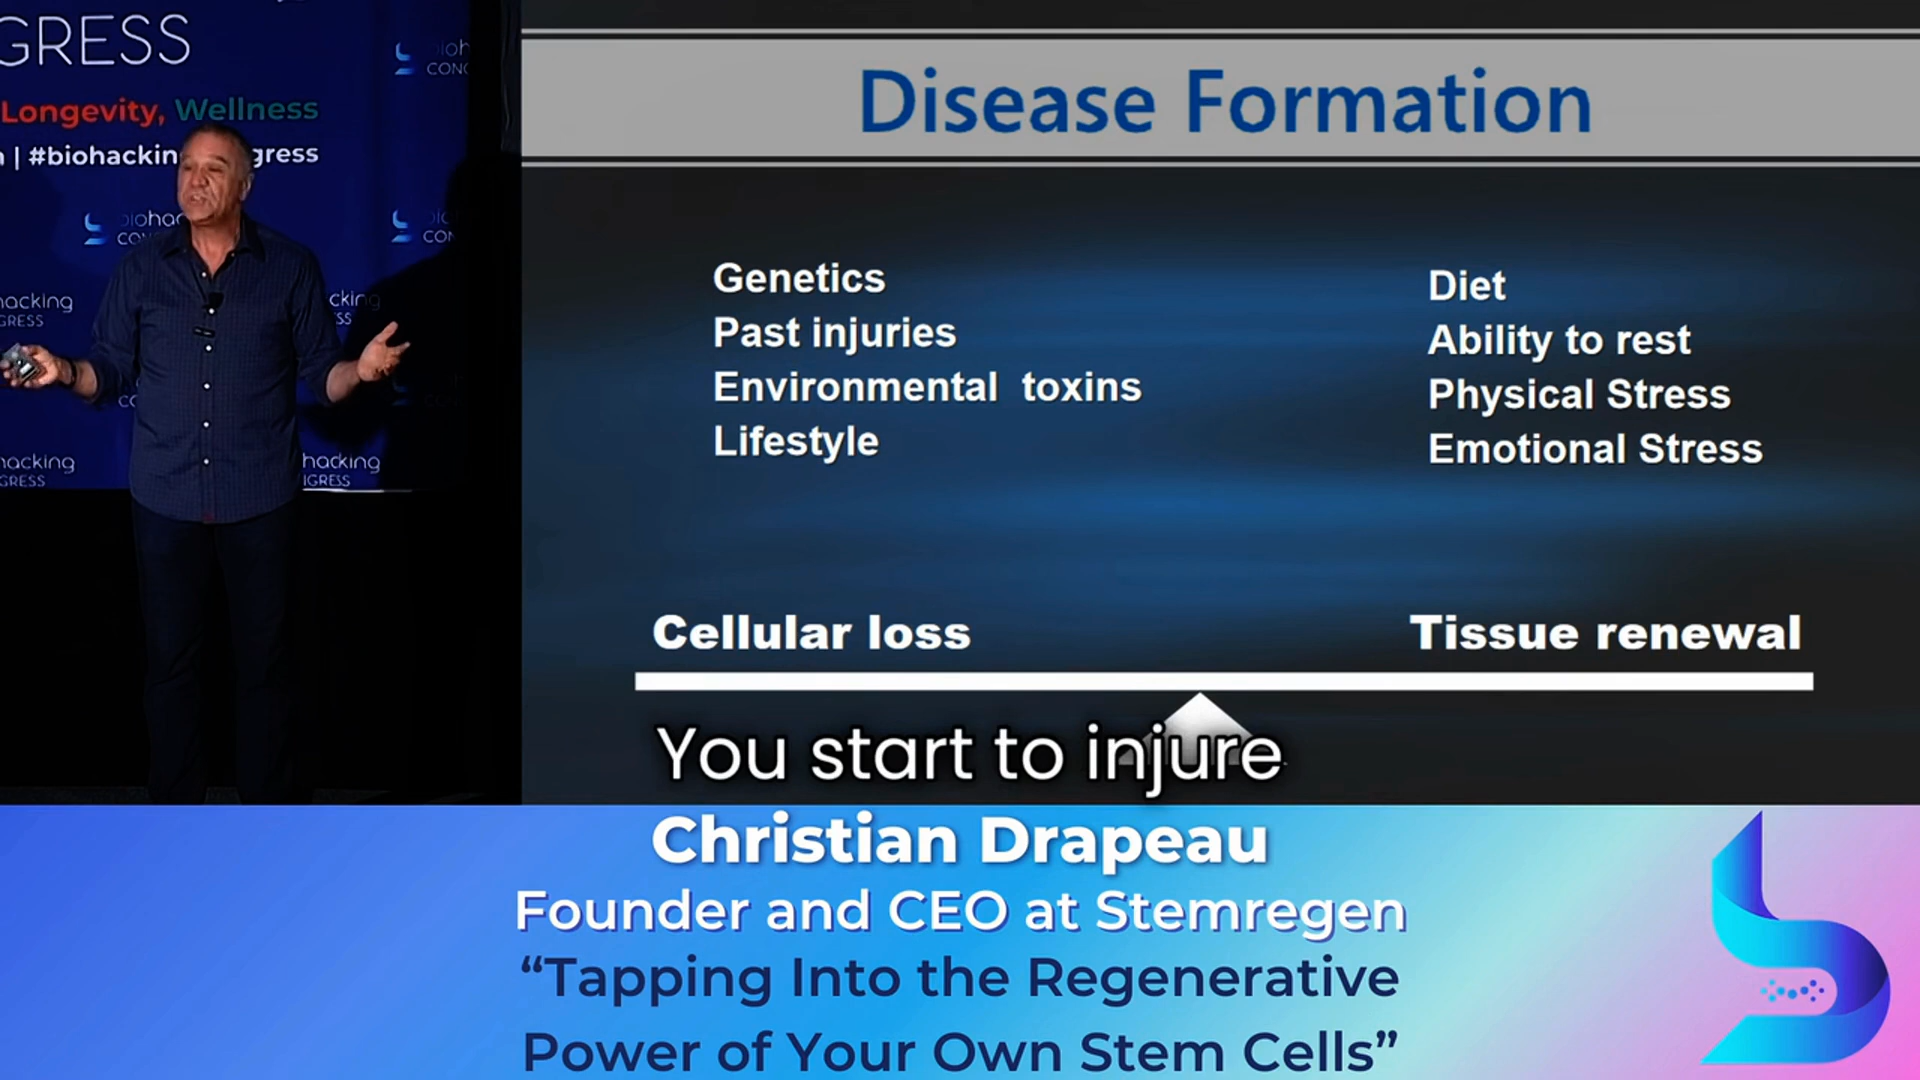 GRESS
Longevity, Wellness
| #biohackin gress
Disease Formation
Genetics
Past injuries
Environmental toxins
Lifestyle
Diet
Ability to rest
Physical Stress
Emotional Stress
hacking
GRESS
hacking
GRESS
hacking
Cellular loss
Tissue renewal
You start to injure
Christian Drapeau
Founder and CEO at Stemregen
“Tapping Into the Regenerative
Power of Your Own Stem Cells”